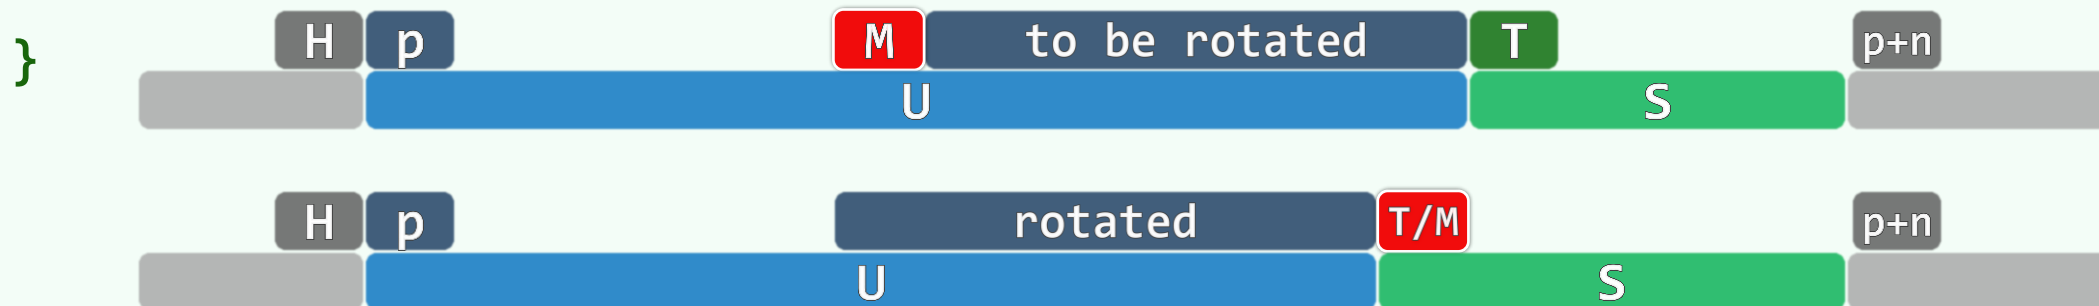 H p M to be rotated T p+n
}
U S
H p rotated T/M p+n
U S